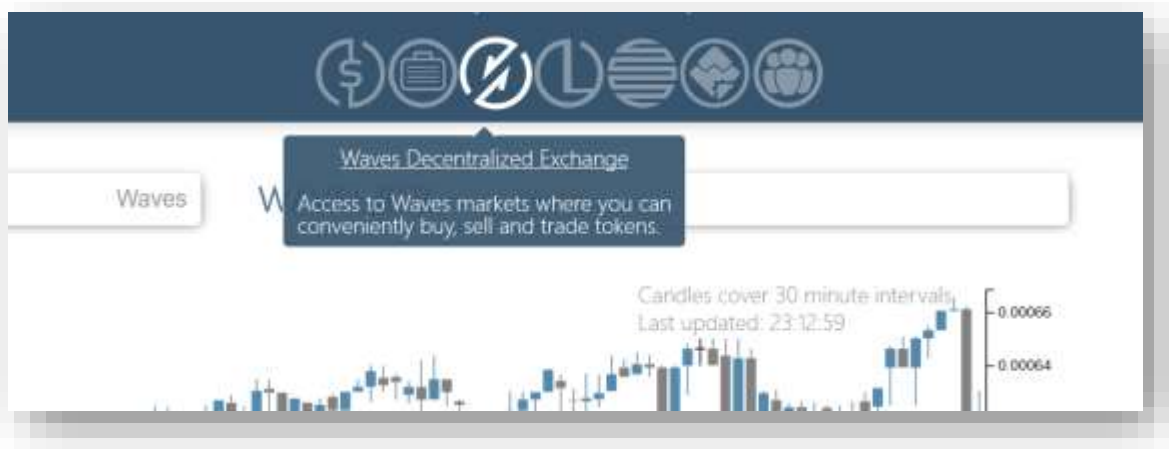 Waves Decentralized Exchange
Waves
W
Access to Waves markets where you can
conveniently buy, sell and trade tokens.
Candles cover 30 minute intervals
Last updated: 23:12:59
0.00066
0.00064